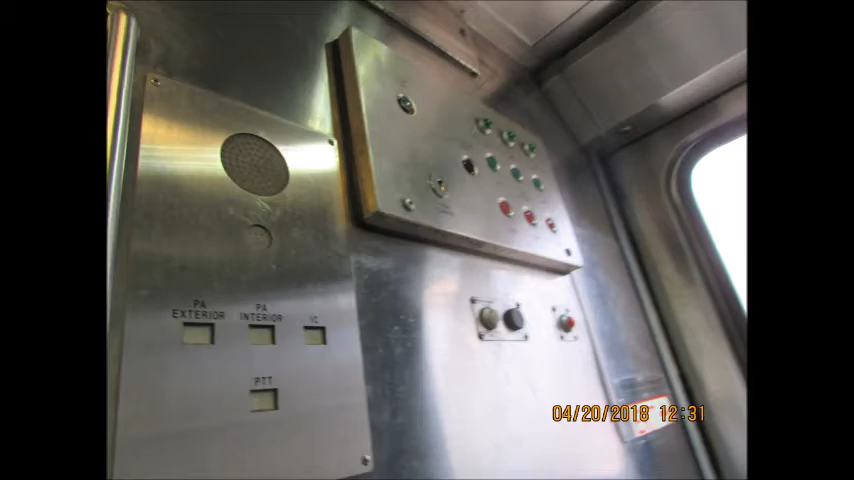 PA
EXTERIOR
PA
INTERIOR
IC
PTT
04/20/2018 12:31